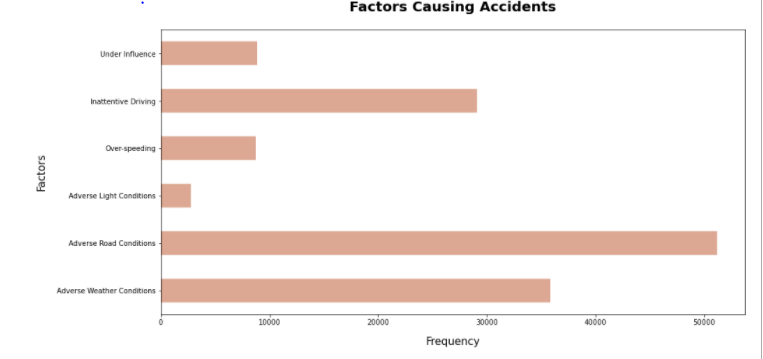 Factors Causing Accidents
Factors
Under Influence
Inattentive Driving
Over-speeding
Adverse Light Conditions
Adverse Road Conditions
Adverse Weather Conditions
0 10000 20000 30000 40000 50000
Frequency